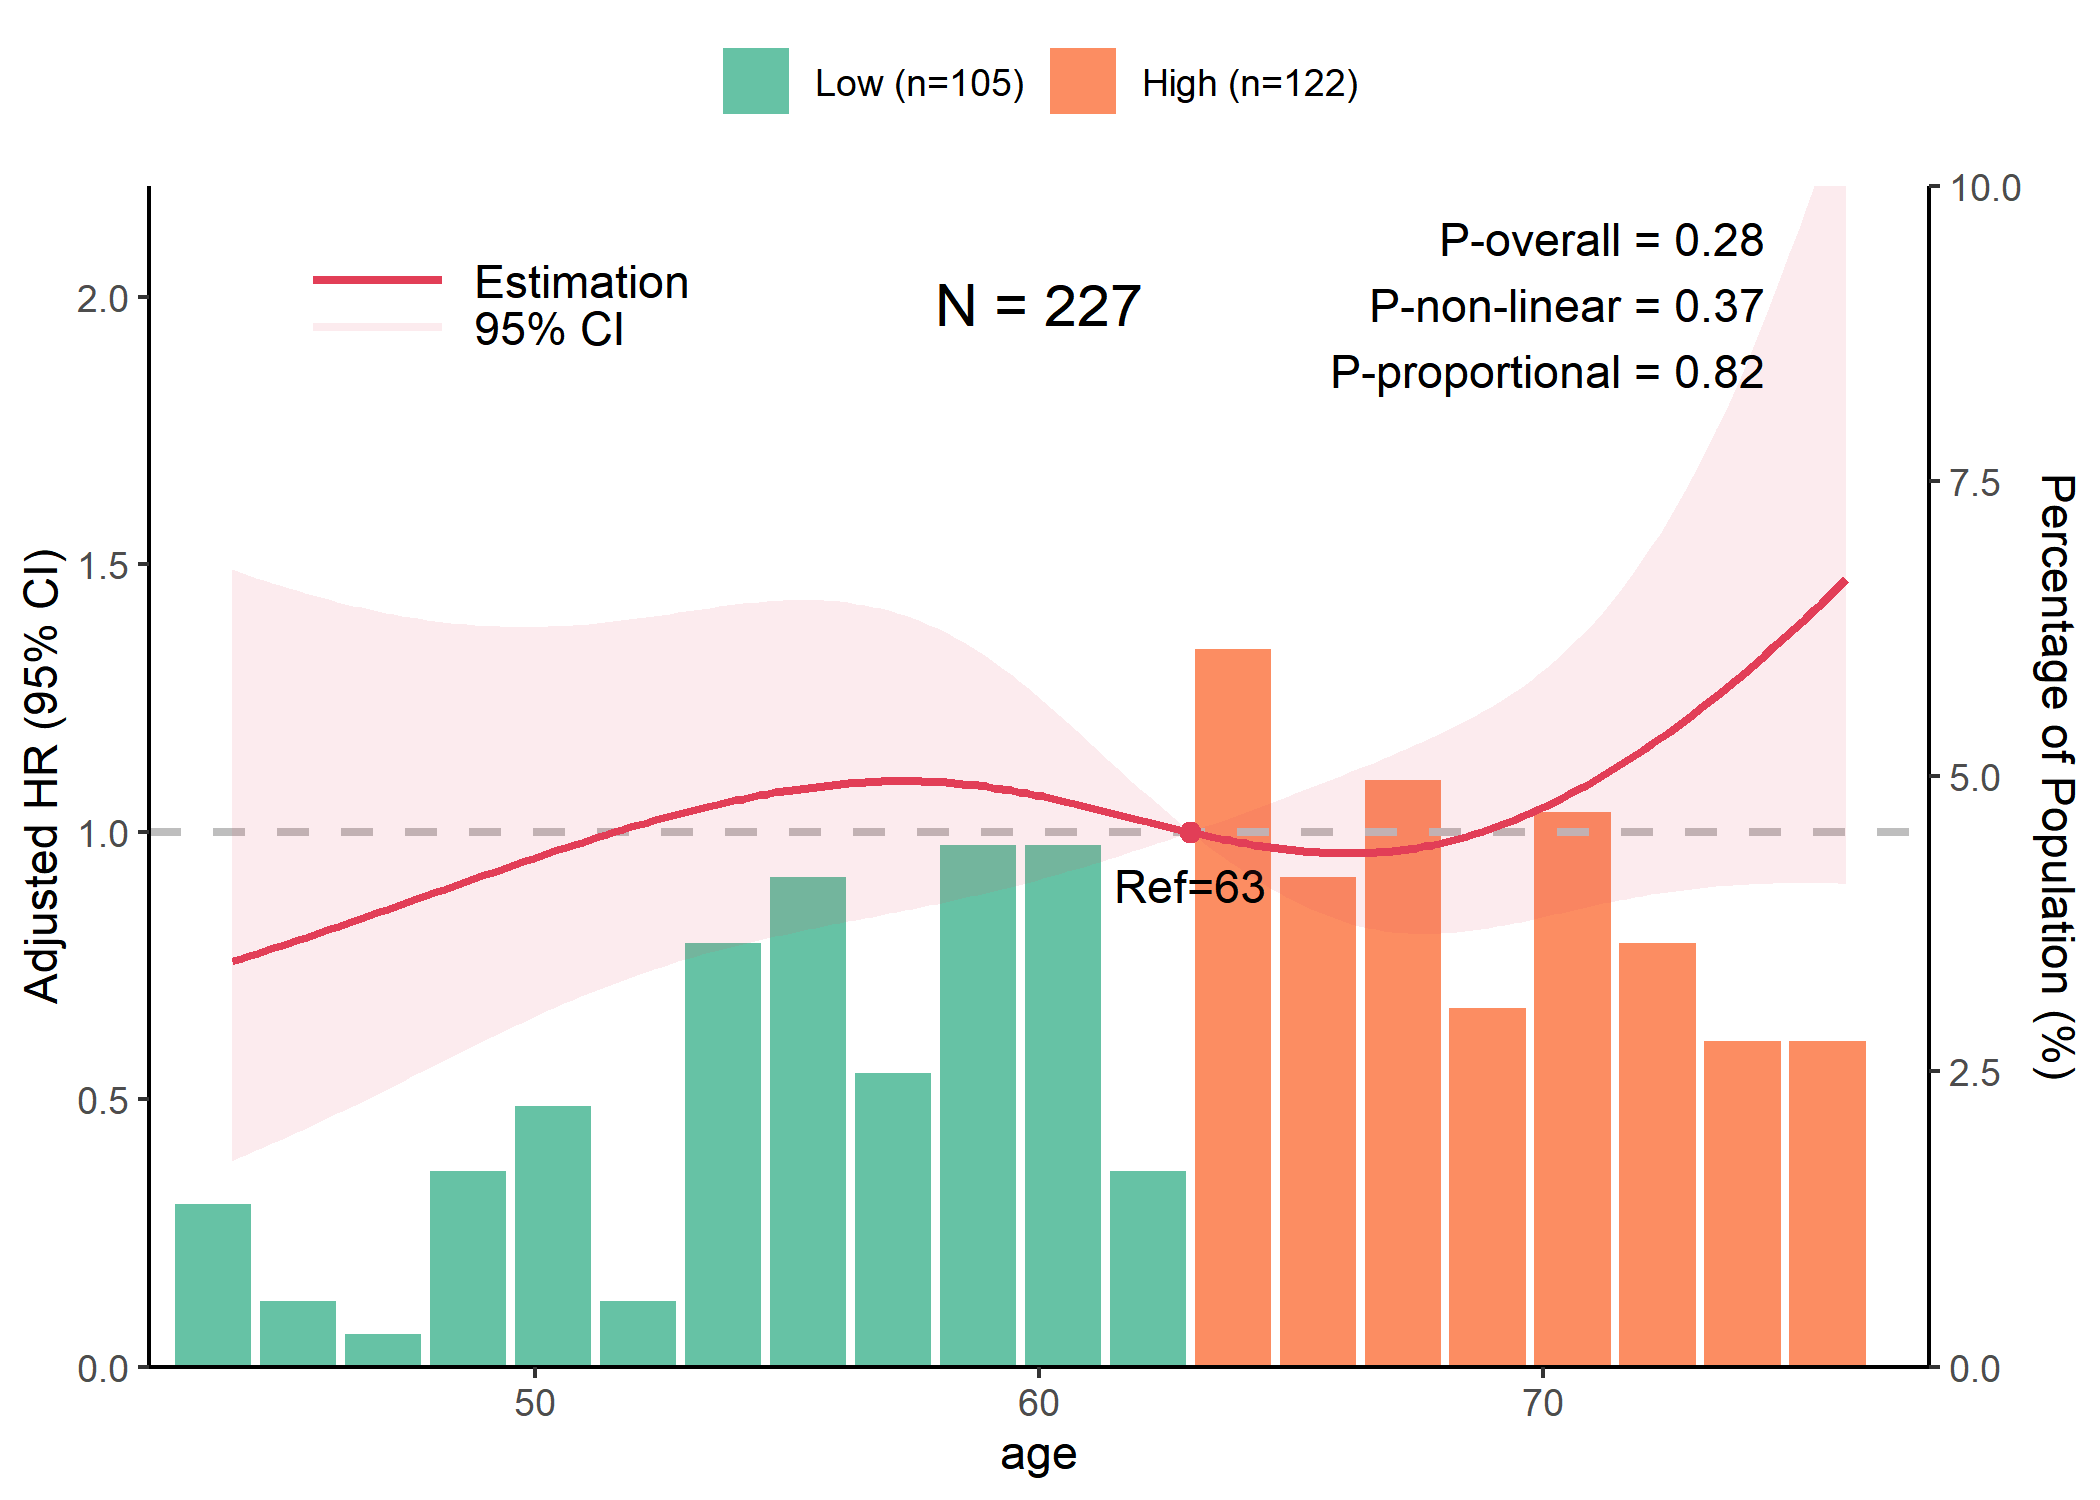 Low (n=105) High (n=122)
Estimation
95% CI
N = 227
P-overall = 0.28
P-non-linear = 0.37
P-proportional = 0.82
Adjusted HR (95% CI)
2.0
1.5
1.0
0.5
0.0
Ref=63
10.0
7.5
5.0
2.5
0.0
Percentage of Population (%)
50 60 70
age